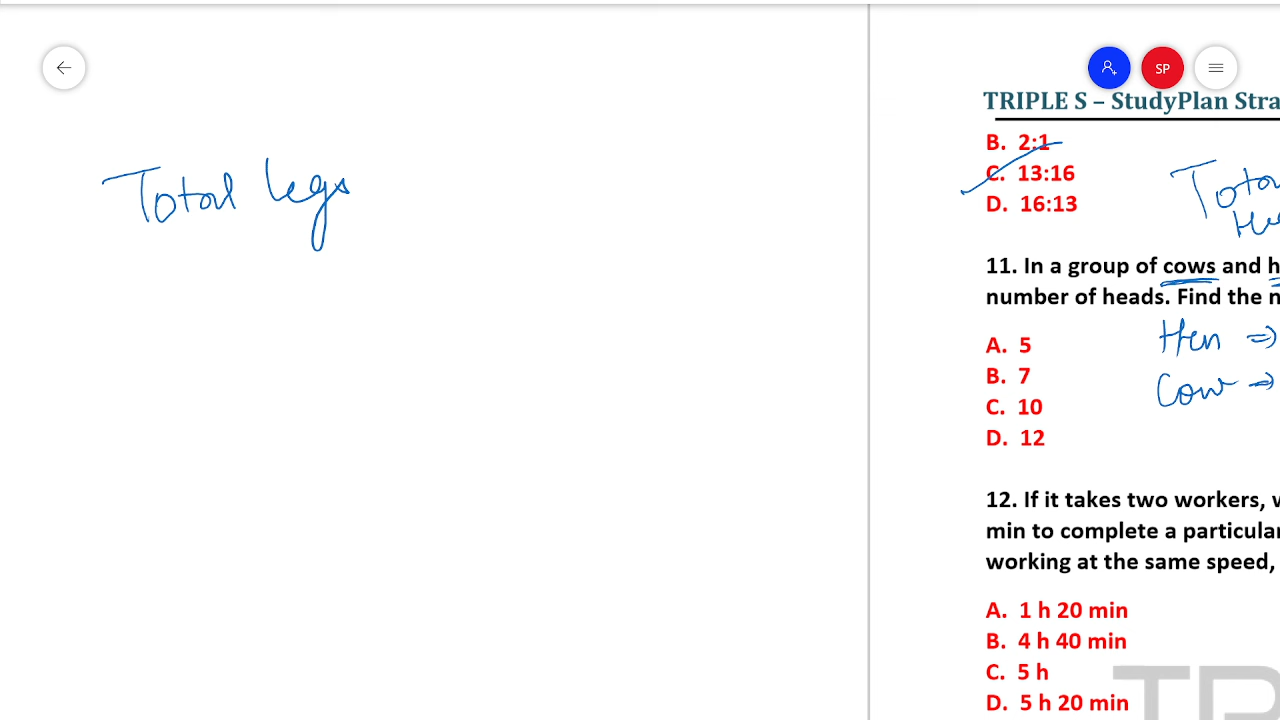 Total legs
SP
TRIPLE S – StudyPlan Stra
B. 2:1
C. 13:16
D. 16:13
Total
11. In a group of cows and h
number of heads. Find the n
Hen ⇒
Cow ⇒
A. 5
B. 7
C. 10
D. 12
12. If it takes two workers, w
min to complete a particular
working at the same speed,
A. 1 h 20 min
B. 4 h 40 min
C. 5 h
D. 5 h 20 min